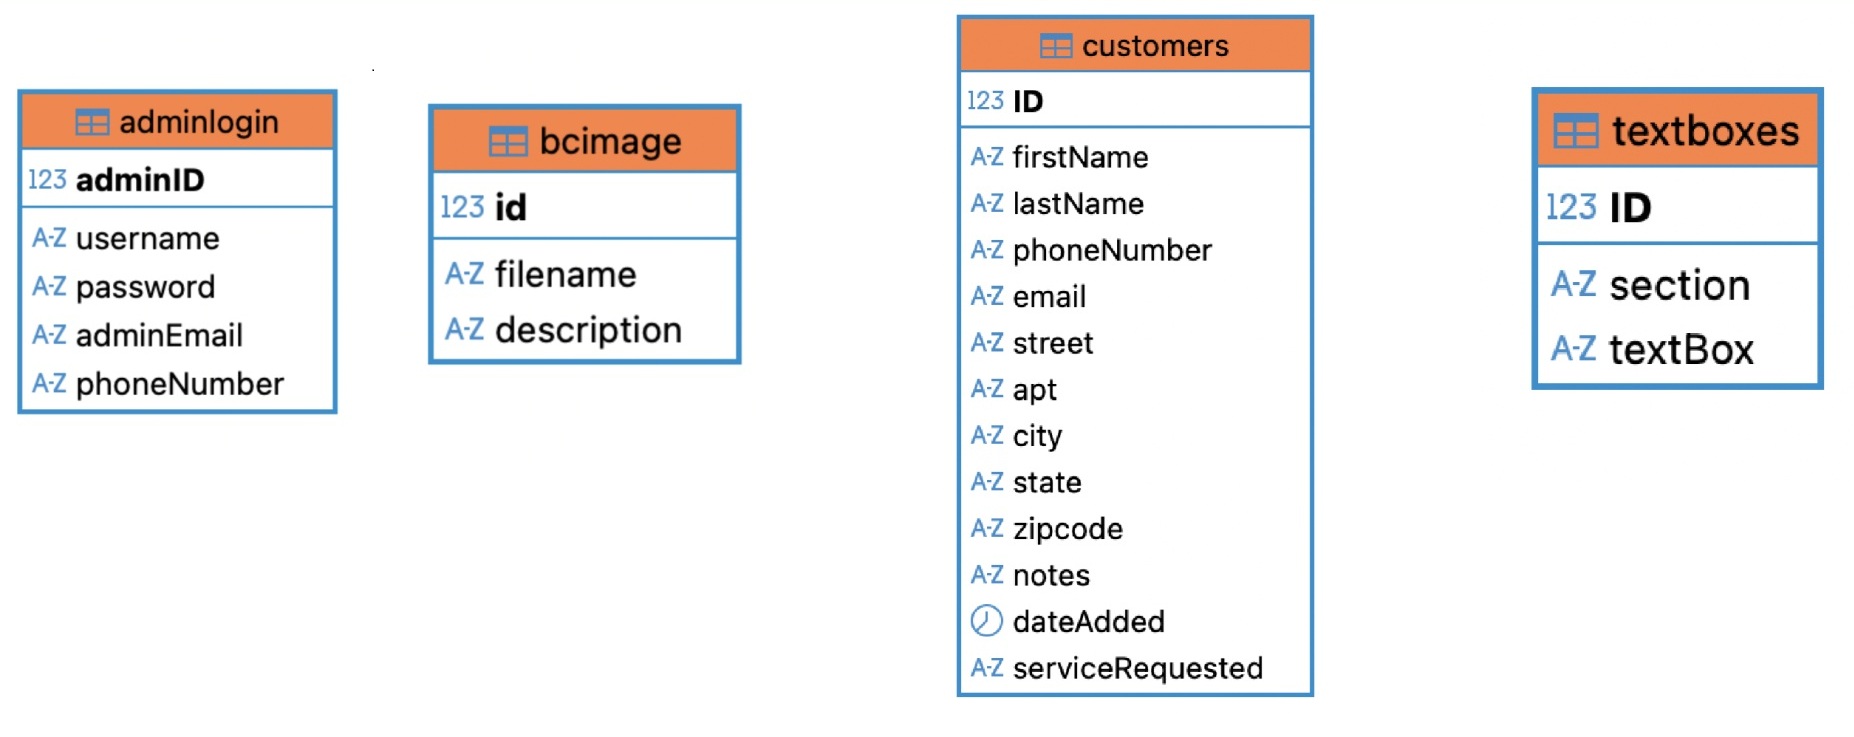 adminlogin
123 adminID
A-Z username
A-Z password
A-Z adminEmail
A-Z phoneNumber
bcimage
123 id
A-Z filename
A-Z description
customers
123 ID
A-Z firstName
A-Z lastName
A-Z phoneNumber
A-Z email
A-Z street
A-Z apt
A-Z city
A-Z state
A-Z zipcode
A-Z notes
dateAdded
A-Z serviceRequested
textboxes
123 ID
A-Z section
A-Z textBox